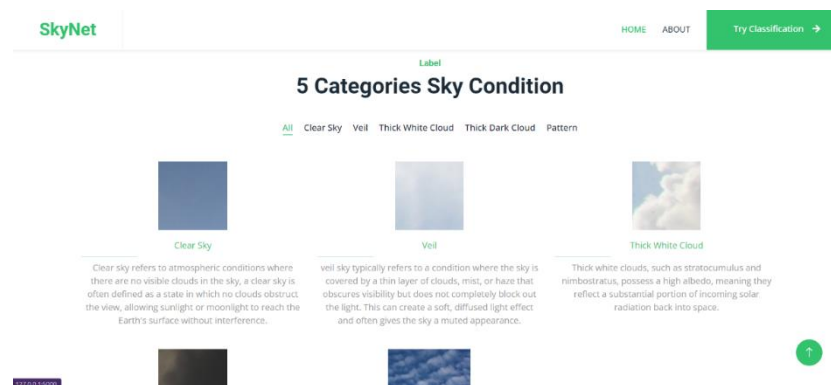 SkyNet
HOME ABOUT Try Classification
Label
5 Categories Sky Condition
All Clear Sky Veil Thick White Cloud Thick Dark Cloud Pattern
Clear Sky
Clear sky refers to atmospheric conditions where
there are no visible clouds in the sky, a clear sky is
often defined as a state in which no clouds obstruct
the view, allowing sunlight or moonlight to reach the
Earth's surface without interference.
Veil
veil sky typically refers to a condition where the sky is
covered by a thin layer of clouds, mist, or haze that
obscures visibility but does not completely block out
the light. This can create a soft, diffused light effect
and often gives the sky a muted appearance.
Thick White Cloud
Thick white clouds, such as stratocumulus and
nimbostratus, possess a high albedo, meaning they
reflect a substantial portion of incoming solar
radiation back into space.